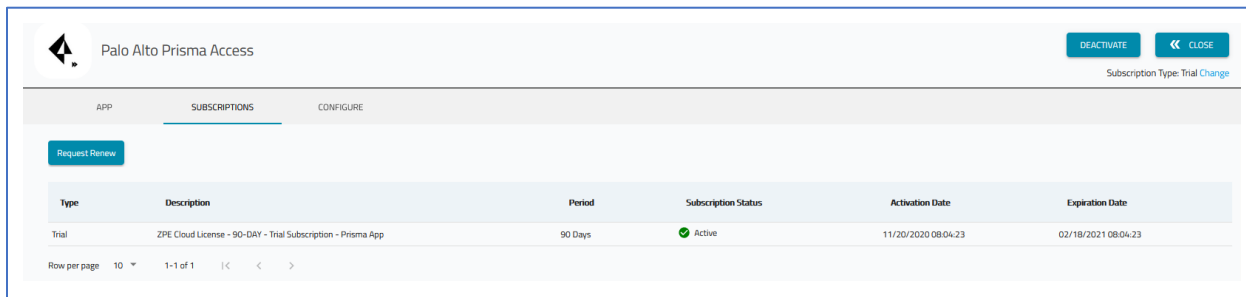 Palo Alto Prisma Access
DEACTIVATE
CLOSE
Subscription Type: Trial Change
APP SUBSCRIPTIONS CONFIGURE
Request Renew
Type Description Period Subscription Status Activation Date Expiration Date
Trial ZPE Cloud License - 90-DAY - Trial Subscription - Prisma App 90 Days Active 11/20/2020 08:04:23 02/18/2021 08:04:23
Row per page 10 1-1 of 1